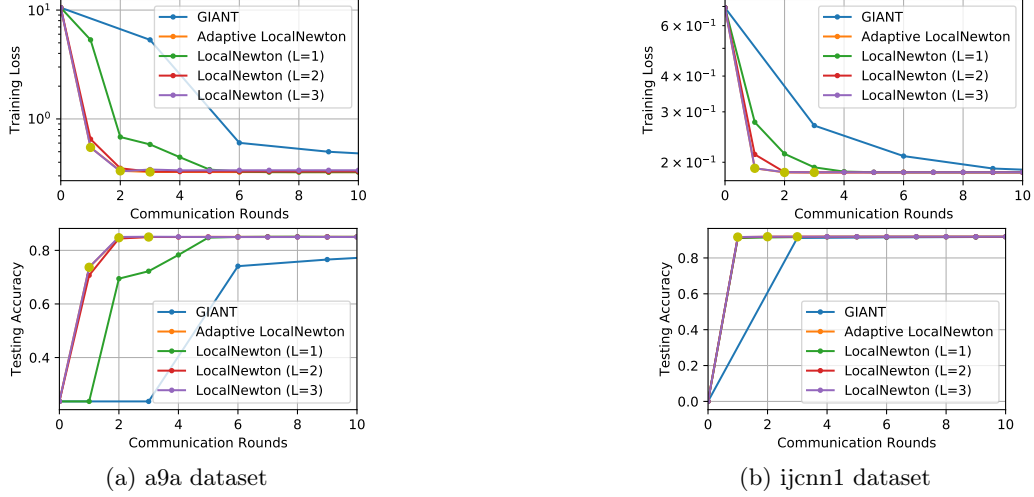 10¹
10⁰
Training Loss
GIANT
Adaptive LocalNewton
LocalNewton (L=1)
LocalNewton (L=2)
LocalNewton (L=3)
0 2 4 6 8 10
Communication Rounds
6 × 10⁻¹
4 × 10⁻¹
3 × 10⁻¹
2 × 10⁻¹
Training Loss
GIANT
Adaptive LocalNewton
LocalNewton (L=1)
LocalNewton (L=2)
LocalNewton (L=3)
0 2 4 6 8 10
Communication Rounds
0.8
0.6
0.4
Testing Accuracy
GIANT
Adaptive LocalNewton
LocalNewton (L=1)
LocalNewton (L=2)
LocalNewton (L=3)
0 2 4 6 8 10
Communication Rounds
0.8
0.6
0.4
0.2
0.0
Testing Accuracy
GIANT
Adaptive LocalNewton
LocalNewton (L=1)
LocalNewton (L=2)
LocalNewton (L=3)
0 2 4 6 8 10
Communication Rounds
(a) a9a dataset
(b) ijcnn1 dataset